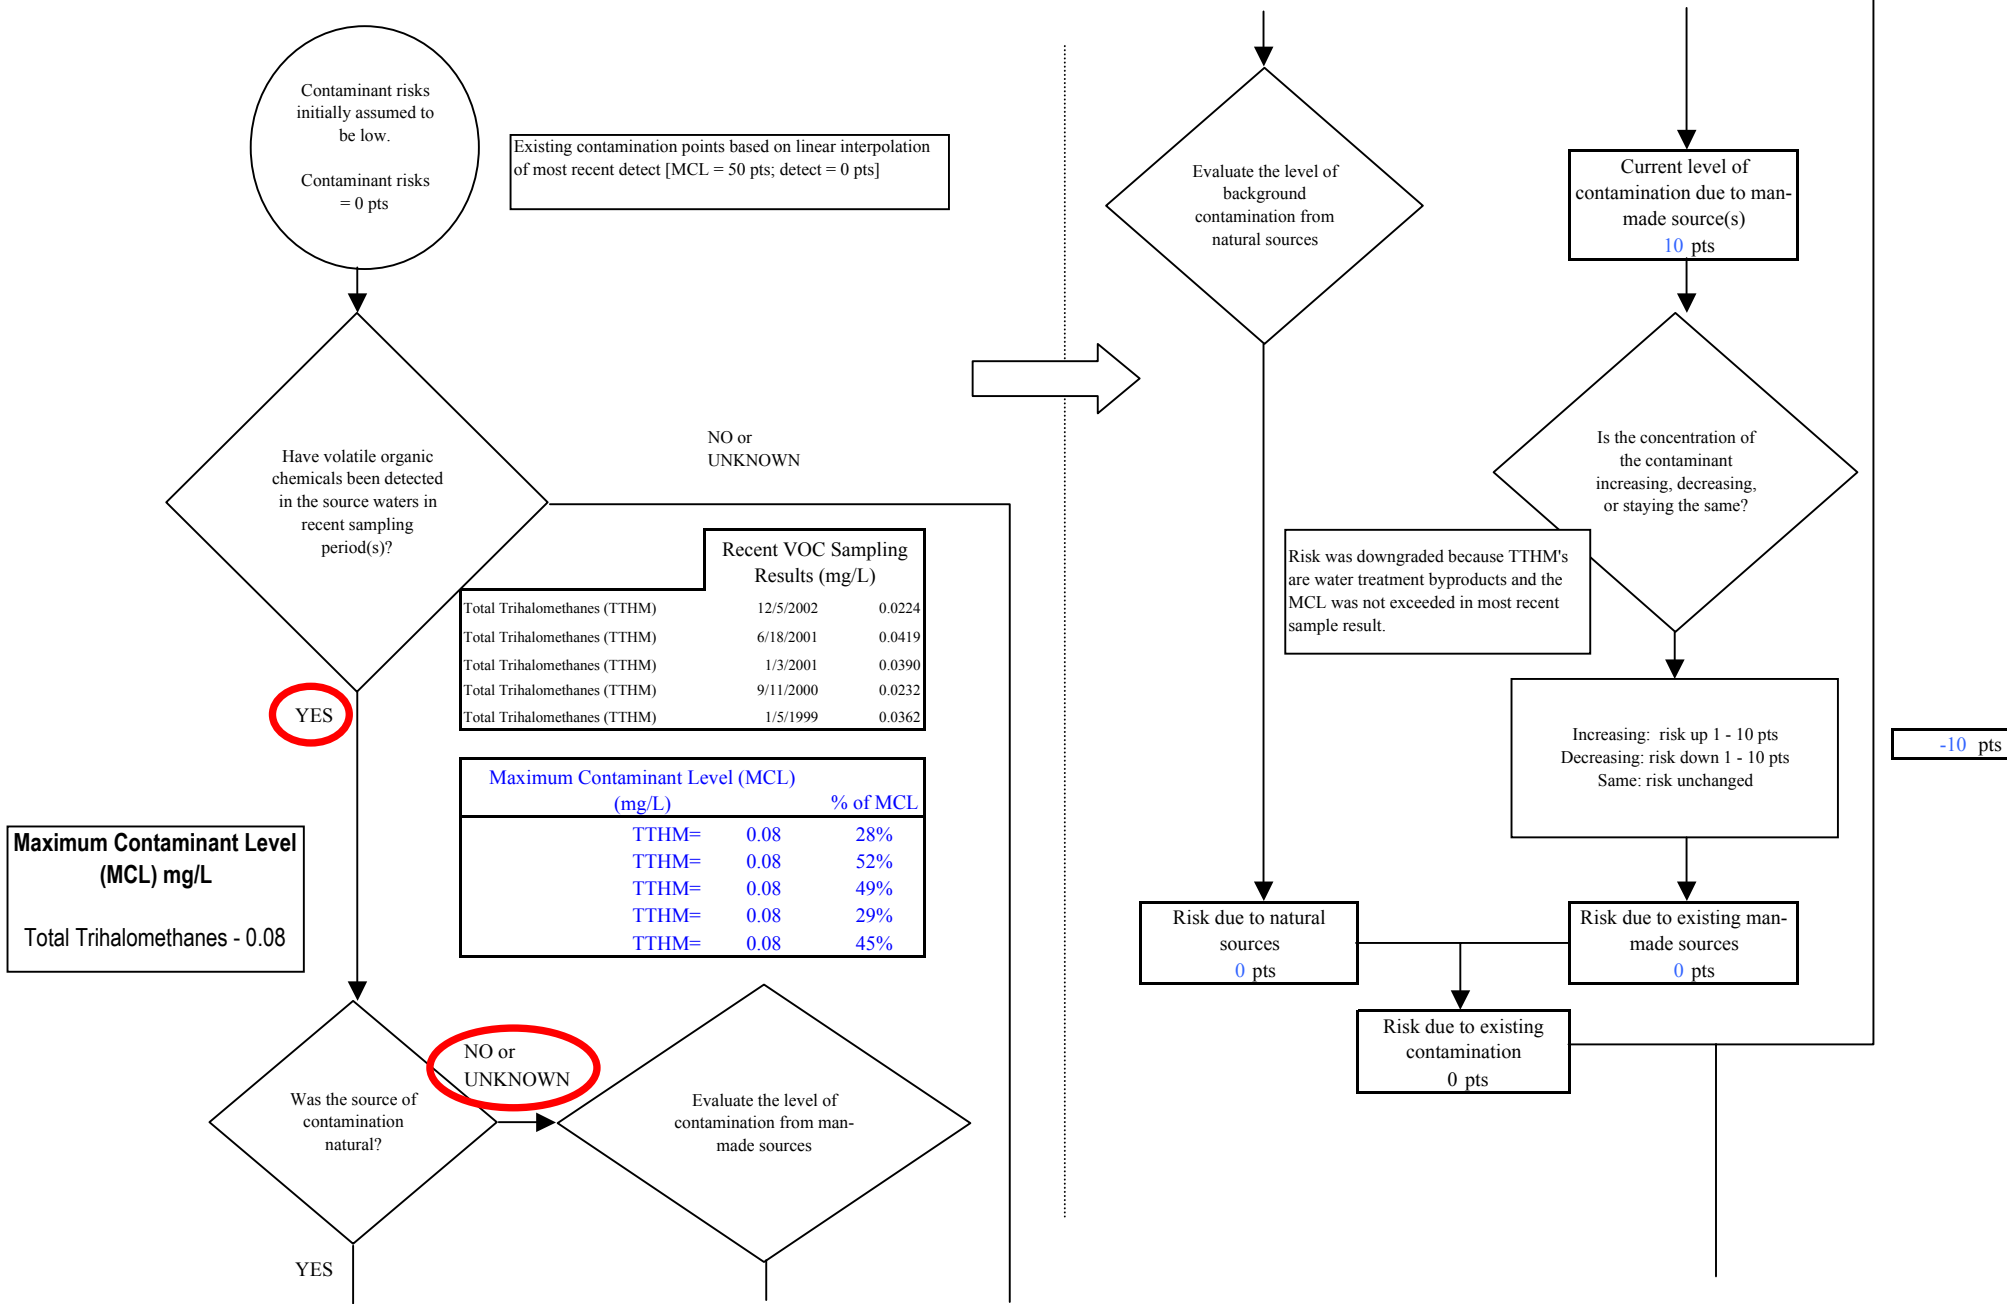 Contaminant risks
initially assumed to
be low.
Contaminant risks
= 0 pts
Existing contamination points based on linear interpolation
of most recent detect [MCL = 50 pts; detect = 0 pts]
Have volatile organic
chemicals been detected
in the source waters in
recent sampling
period(s)?
NO or
UNKNOWN
Recent VOC Sampling
Results (mg/L)
Total Trihalomethanes (TTHM) 12/5/2002 0.0224
Total Trihalomethanes (TTHM) 6/18/2001 0.0419
Total Trihalomethanes (TTHM) 1/3/2001 0.0390
Total Trihalomethanes (TTHM) 9/11/2000 0.0232
Total Trihalomethanes (TTHM) 1/5/1999 0.0362
YES
Maximum Contaminant Level (MCL)
(mg/L) % of MCL
TTHM= 0.08 28%
TTHM= 0.08 52%
TTHM= 0.08 49%
TTHM= 0.08 29%
TTHM= 0.08 45%
Maximum Contaminant Level
(MCL) mg/L
Total Trihalomethanes - 0.08
Was the source of
contamination
natural?
NO or
UNKNOWN
Evaluate the level of
contamination from man-
made sources
YES
Evaluate the level of
background
contamination from
natural sources
Current level of
contamination due to man-
made source(s)
10 pts
Is the concentration of
the contaminant
increasing, decreasing,
or staying the same?
Risk was downgraded because TTHM's
are water treatment byproducts and the
MCL was not exceeded in most recent
sample result.
Increasing: risk up 1 - 10 pts
Decreasing: risk down 1 - 10 pts
Same: risk unchanged
-10 pts
Risk due to natural
sources
0 pts
Risk due to existing man-
made sources
0 pts
Risk due to existing
contamination
0 pts